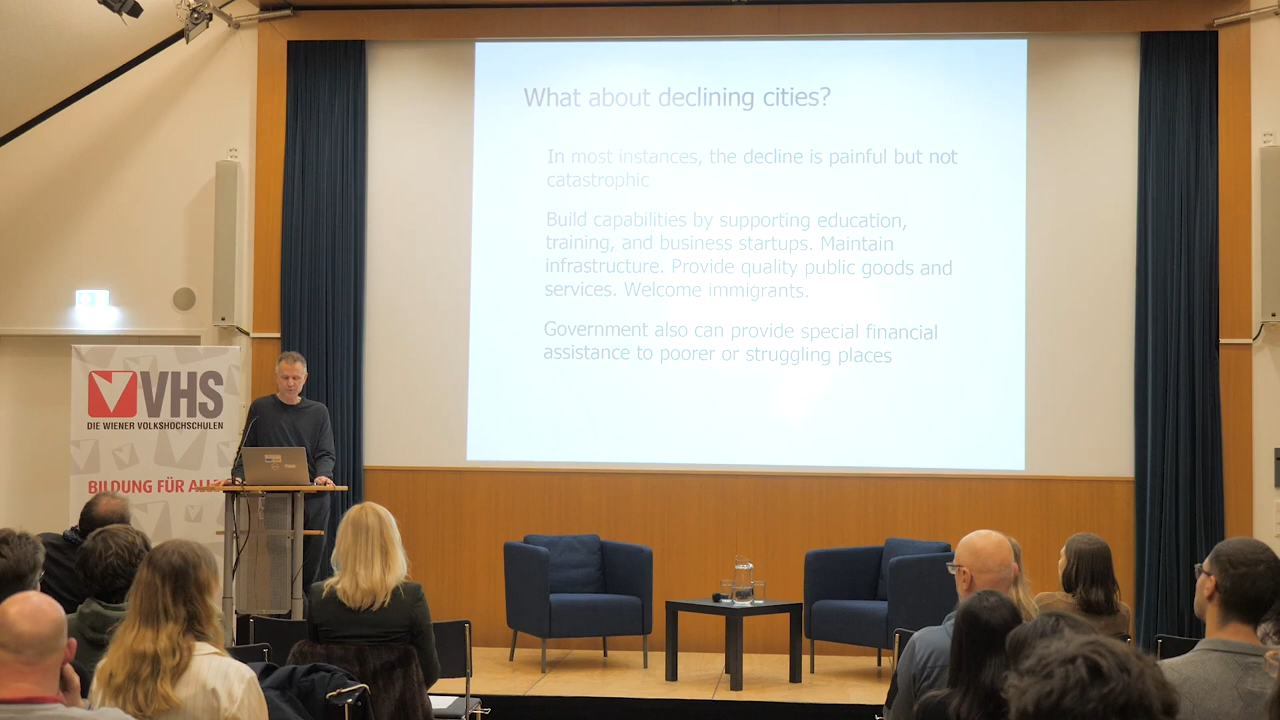 What about declining cities?
In most instances, the decline is painful but not
catastrophic
Build capabilities by supporting education,
training, and business startups. Maintain
infrastructure. Provide quality public goods and
services. Welcome immigrants.
Government also can provide special financial
assistance to poorer or struggling places
VHS
DIE WIENER VOLKSHOCHSCHULEN
BILDUNG FÜR